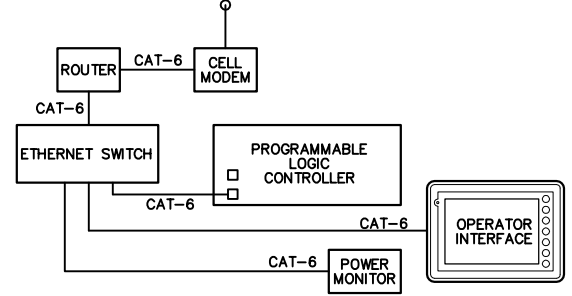 CAT-6
ROUTER
CELL
MODEM
CAT-6
ETHERNET SWITCH
PROGRAMMABLE
LOGIC
CONTROLLER
CAT-6
CAT-6
OPERATOR
INTERFACE
CAT-6
POWER
MONITOR